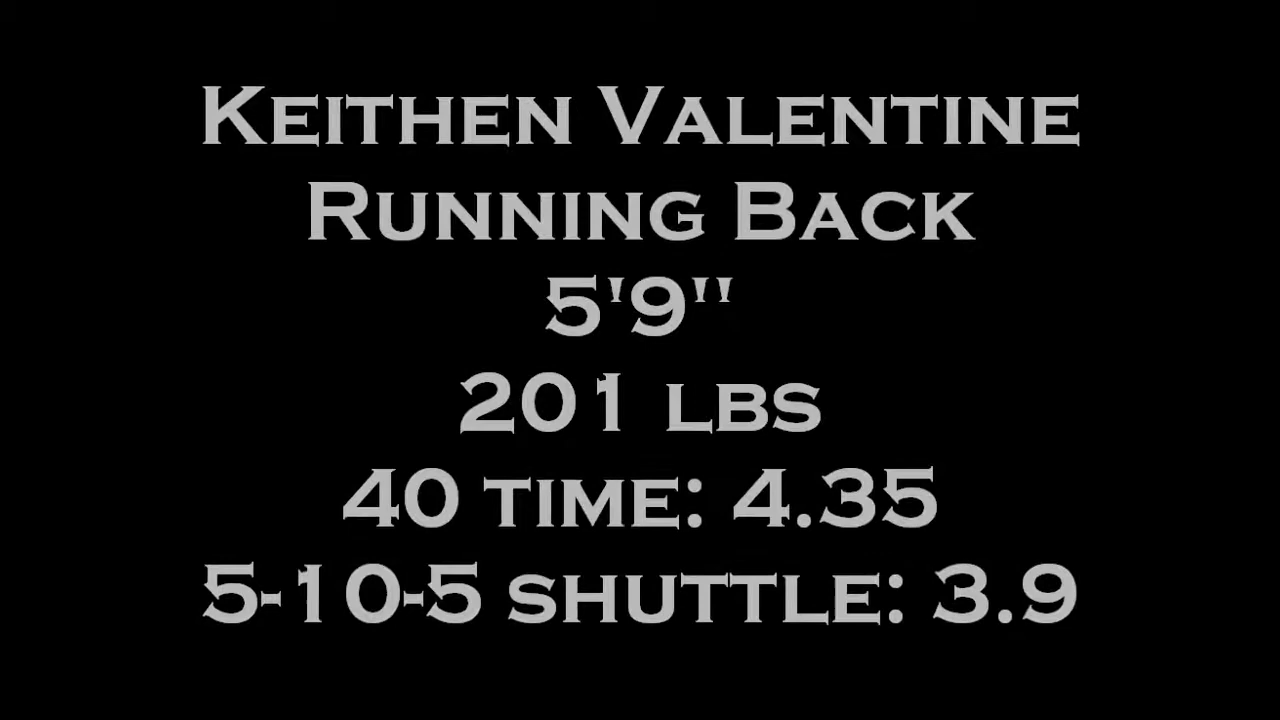 Keithen Valentine
Running Back
5'9''
201 lbs
40 time: 4.35
5-10-5 shuttle: 3.9